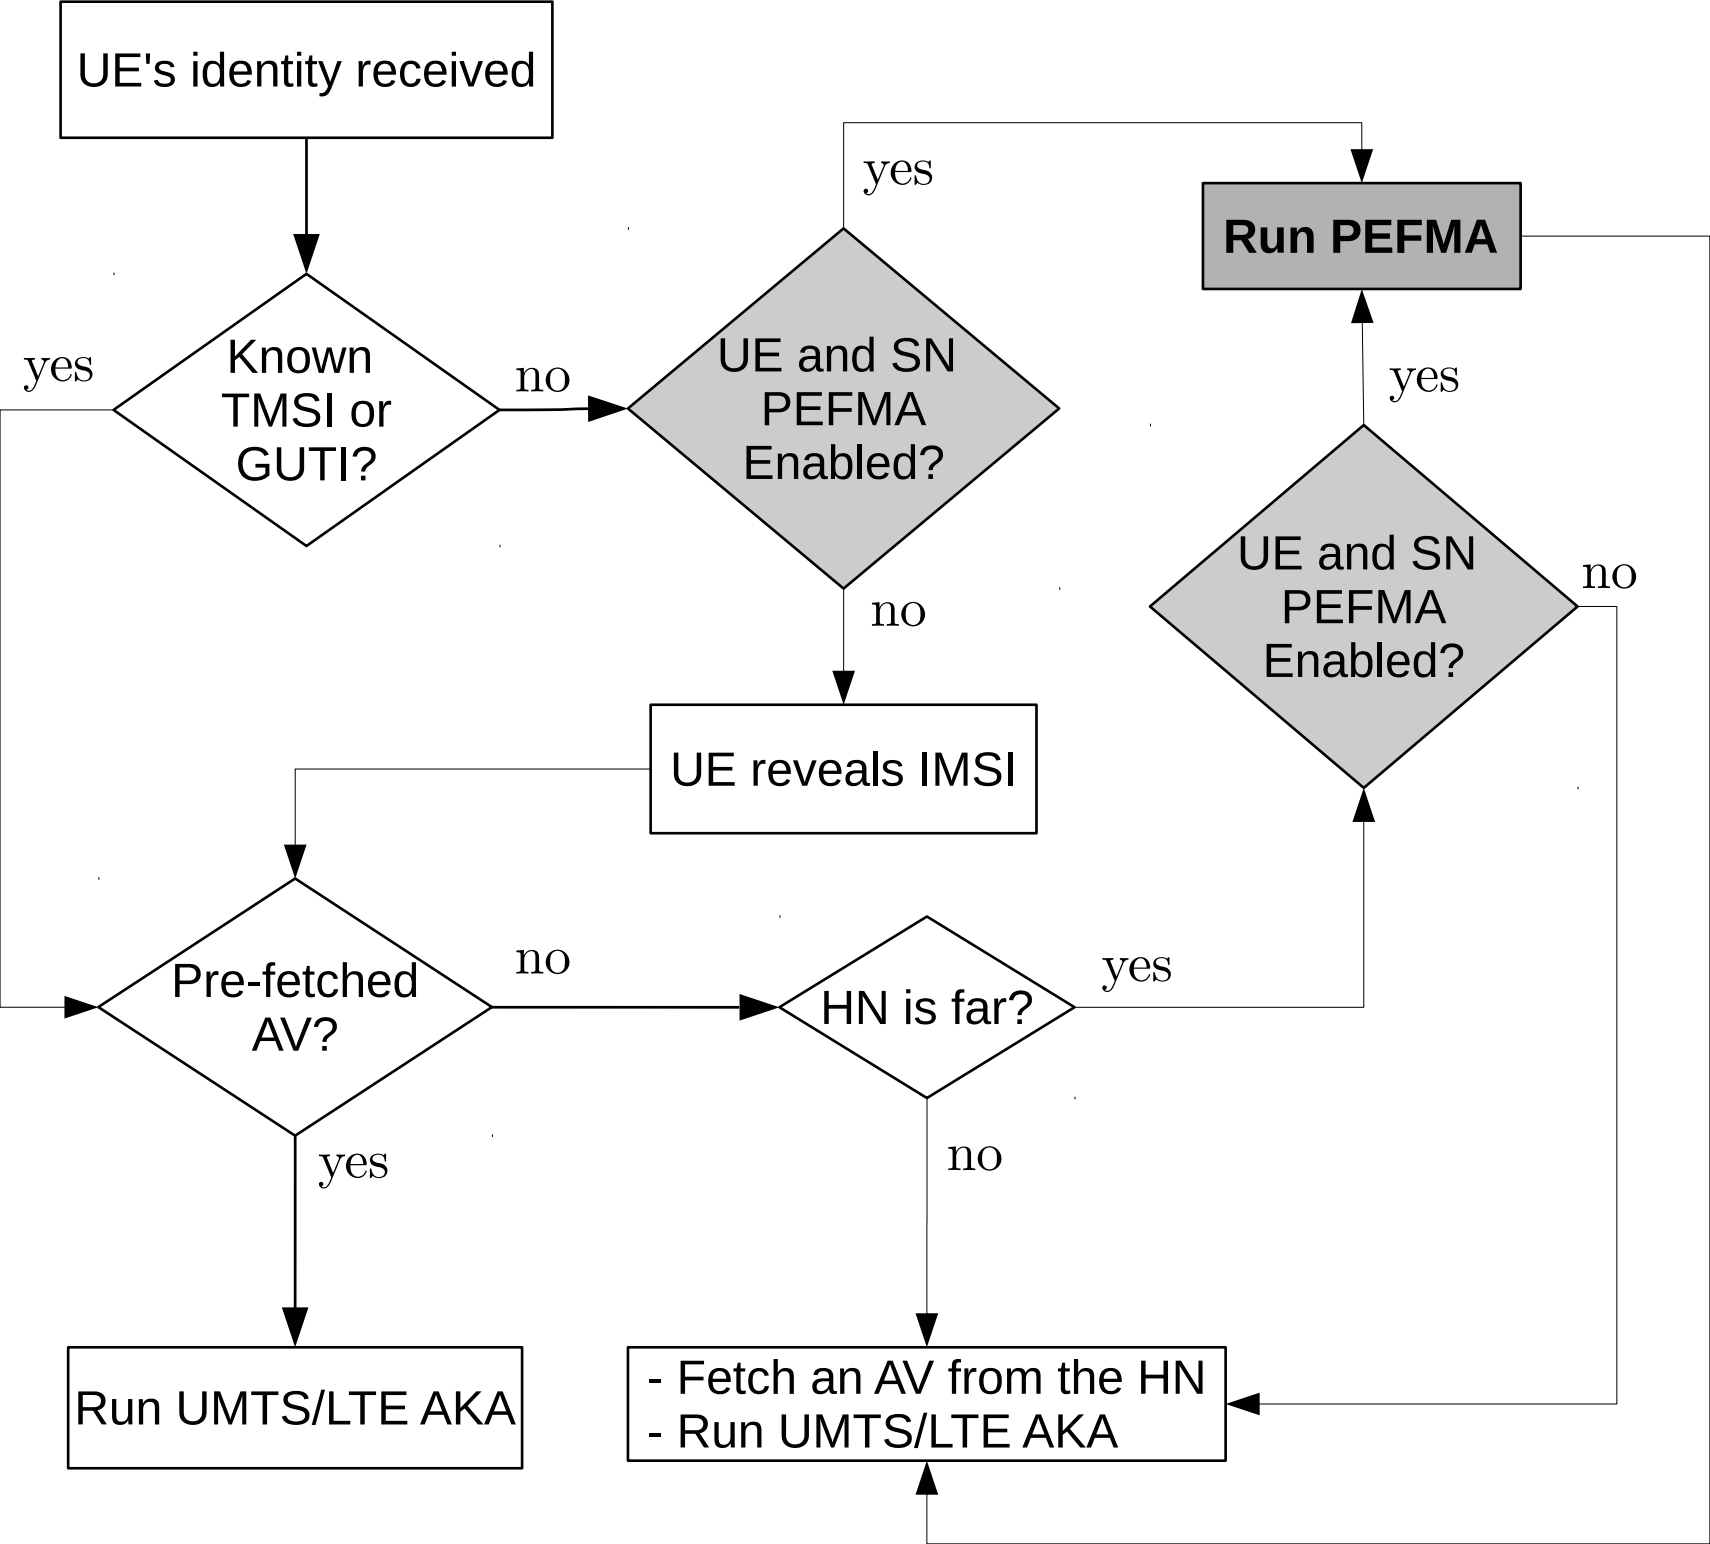 UE's identity received
yes
Run PEFMA
Known
TMSI or
GUTI?
yes
no
UE and SN
PEFMA
Enabled?
yes
no
UE and SN
PEFMA
Enabled?
no
UE reveals IMSI
Pre-fetched
AV?
no
HN is far?
yes
yes
no
Run UMTS/LTE AKA
- Fetch an AV from the HN
- Run UMTS/LTE AKA